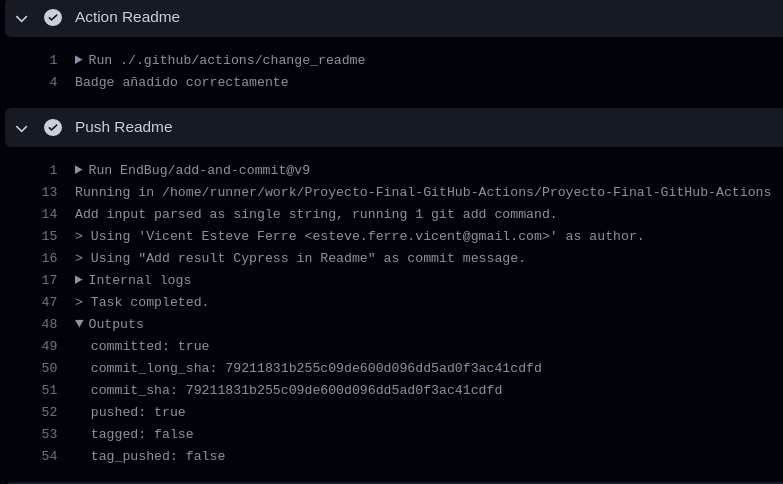 Action Readme
1 Run ./.github/actions/change_readme
4 Badge añadido correctamente
Push Readme
1 Run EndBug/add-and-commit@v9
13 Running in /home/runner/work/Proyecto-Final-GitHub-Actions/Proyecto-Final-GitHub-Actions
14 Add input parsed as single string, running 1 git add command.
15 > Using 'Vicent Esteve Ferre <esteve.ferre.vicent@gmail.com>' as author.
16 > Using "Add result Cypress in Readme" as commit message.
17 Internal logs
47 > Task completed.
48 Outputs
49 committed: true
50 commit_long_sha: 79211831b255c09de600d096dd5ad0f3ac41cdfd
51 commit_sha: 79211831b255c09de600d096dd5ad0f3ac41cdfd
52 pushed: true
53 tagged: false
54 tag_pushed: false